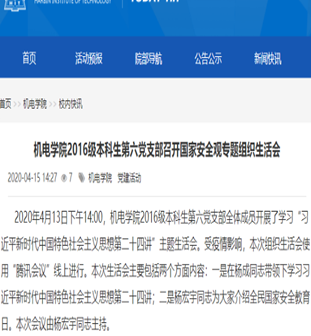 HARBIN INSTITUTE OF TECHNOLOGY
首页 活动预报 院部导航 公告公示 新闻快讯
首页 >> 机电学院 >> 校内快讯
机电学院2016级本科生第六党支部召开国家安全观专题组织生活会
2020-04-15 14:27 7 机电学院 党建活动
2020年4月13日下午14:00，机电学院2016级本科生第六党支部全体成员开展了学习“习
近平新时代中国特色社会主义思想第二十四讲”主题生活会。受疫情影响，本次组织生活会使
用“腾讯会议”线上进行。本次生活会主要包括两个方面内容：一是在杨成同志带领下学习习
近平新时代中国特色社会主义思想第二十四讲；二是杨宏宇同志为大家介绍全民国家安全教育
日。本次会议由杨宏宇同志主持。